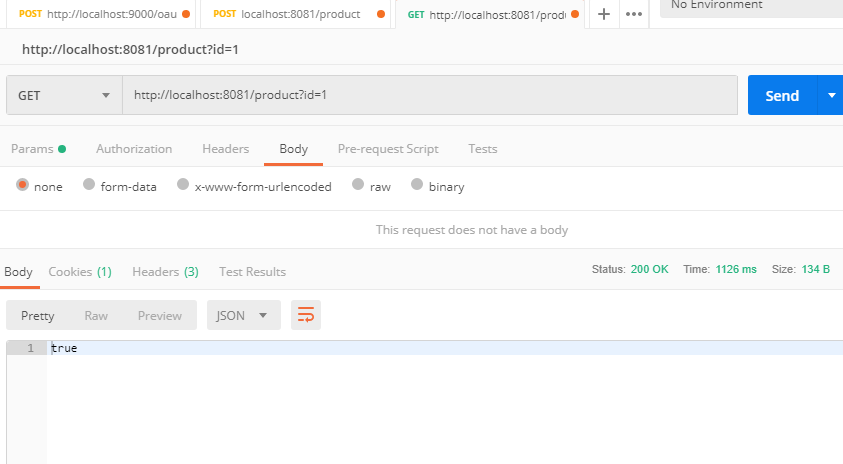 POST http://localhost:9000/oau POST localhost:8081/product GET http://localhost:8081/prod + ••• No Environment
http://localhost:8081/product?id=1
GET http://localhost:8081/product?id=1 Send
Params Authorization Headers Body Pre-request Script Tests
none form-data x-www-form-urlencoded raw binary
This request does not have a body
Body Cookies (1) Headers (3) Test Results Status: 200 OK Time: 1126 ms Size: 134 B
Pretty Raw Preview JSON
1 true